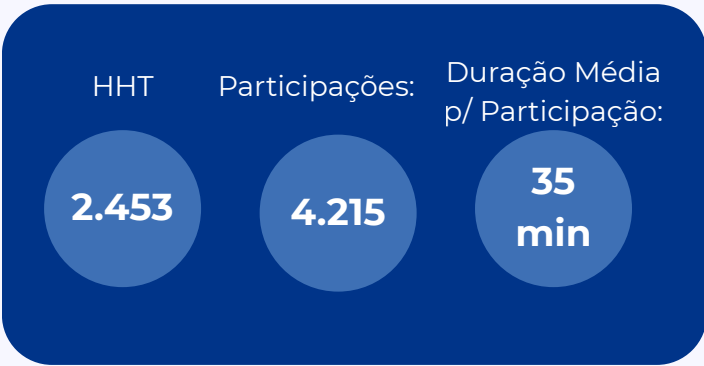 HHT
2.453
Participações:
4.215
Duração Média
p/ Participação:
35
min